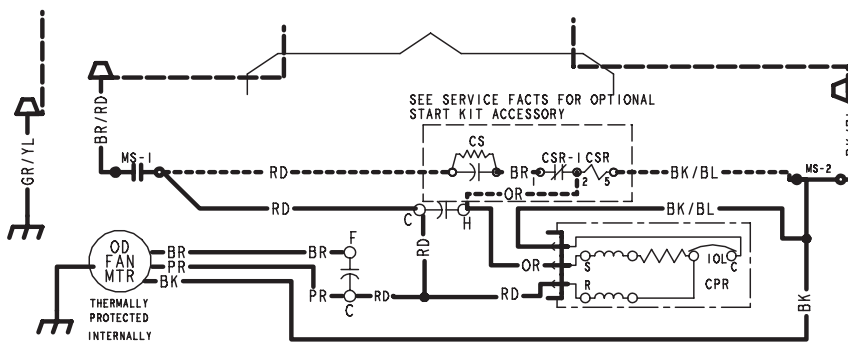 SEE SERVICE FACTS FOR OPTIONAL
START KIT ACCESSORY
BR/RD
GR/YL
MS-1
RD
CS
BR
CSR-1
CSR
1
2
5
BK/BL
MS-2
OR
RD
C
H
BK/BL
OD
FAN
MTR
BR
PR
BK
BR
F
PR
C
RD
RD
RD
OR
S
R
IOL
C
CPR
BK
THERMALLY
PROTECTED
INTERNALLY